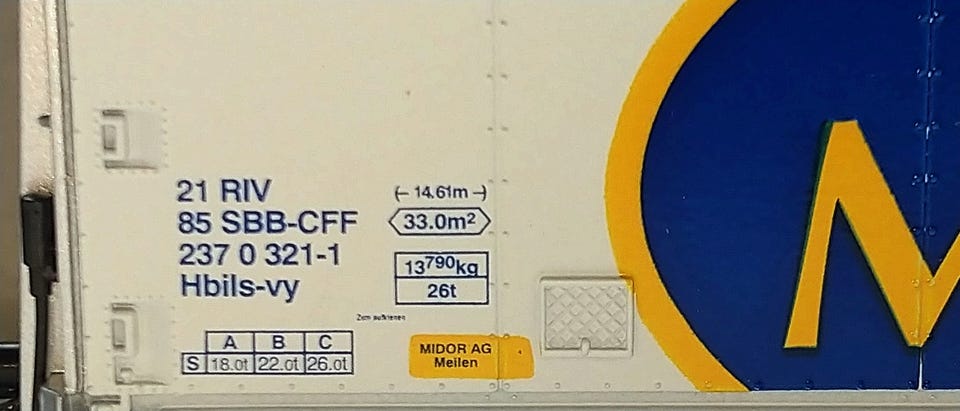 21 RIV
85 SBB-CFF
237 0 321-1
Hbils-vy
14.61m
33.0m²
13790kg
26t
A B C
S 18.0t 22.0t 26.0t
MIDOR AG
Meilen
M